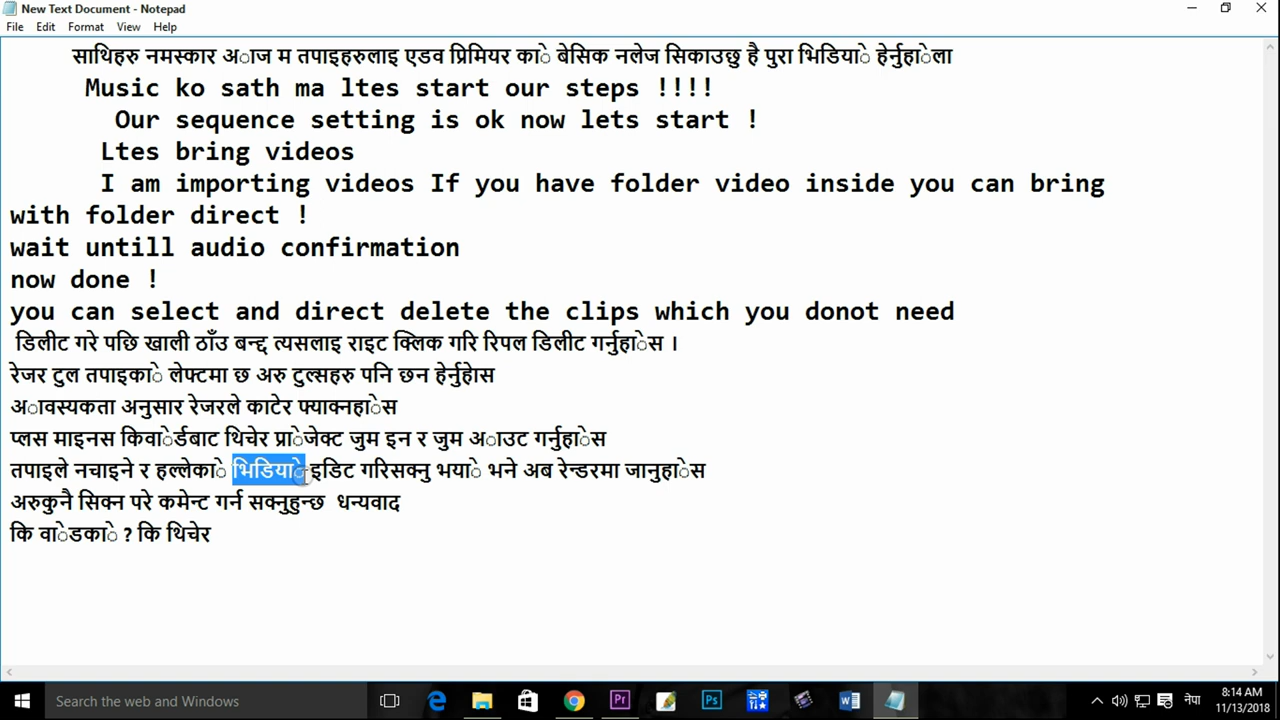 New Text Document - Notepad
File Edit Format View Help
साथिहरु नमस्कार अाज म तपाइहरुलाइ एडव प्रिमियर काे बेसिक नलेज सिकाउछु है पुरा भिडियाे हेर्नुहाेला
Music ko sath ma ltes start our steps !!!!
Our sequence setting is ok now lets start !
Ltes bring videos
I am importing videos If you have folder video inside you can bring
with folder direct !
wait untill audio confirmation
now done !
you can select and direct delete the clips which you donot need
डिलीट गरे पछि खाली ठाँउ बन्द्द त्यसलाइ राइट क्लिक गरि रिपल डिलीट गर्नुहाेस ।
रेजर टुल तपाइकाे लेफ्टमा छ अरु टुल्सहरु पनि छन हेर्नुहेास
अावस्यकता अनुसार रेजरले काटेर फ्याक्नहाेस
प्लस माइनस किवाेर्डबाट थिचेर प्राेजेक्ट जुम इन र जुम अाउट गर्नुहाेस
तपाइले नचाइने र हल्लेकाे भिडियाे इडिट गरिसक्नु भयाे भने अब रेन्डरमा जानुहाेस
अरुकुनै सिक्न परे कमेन्ट गर्न सक्नुहुन्छ धन्यवाद
कि वाेडकाे ? कि थिचेर
Search the web and Windows
नेपा
8:14 AM
11/13/2018